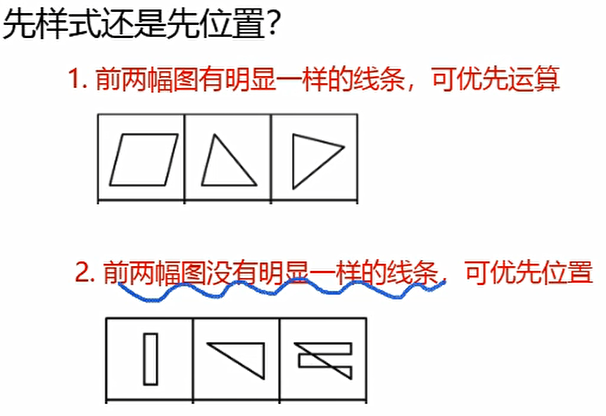 先样式还是先位置？
1. 前两幅图有明显一样的线条，可优先运算
2. 前两幅图没有明显一样的线条，可优先位置